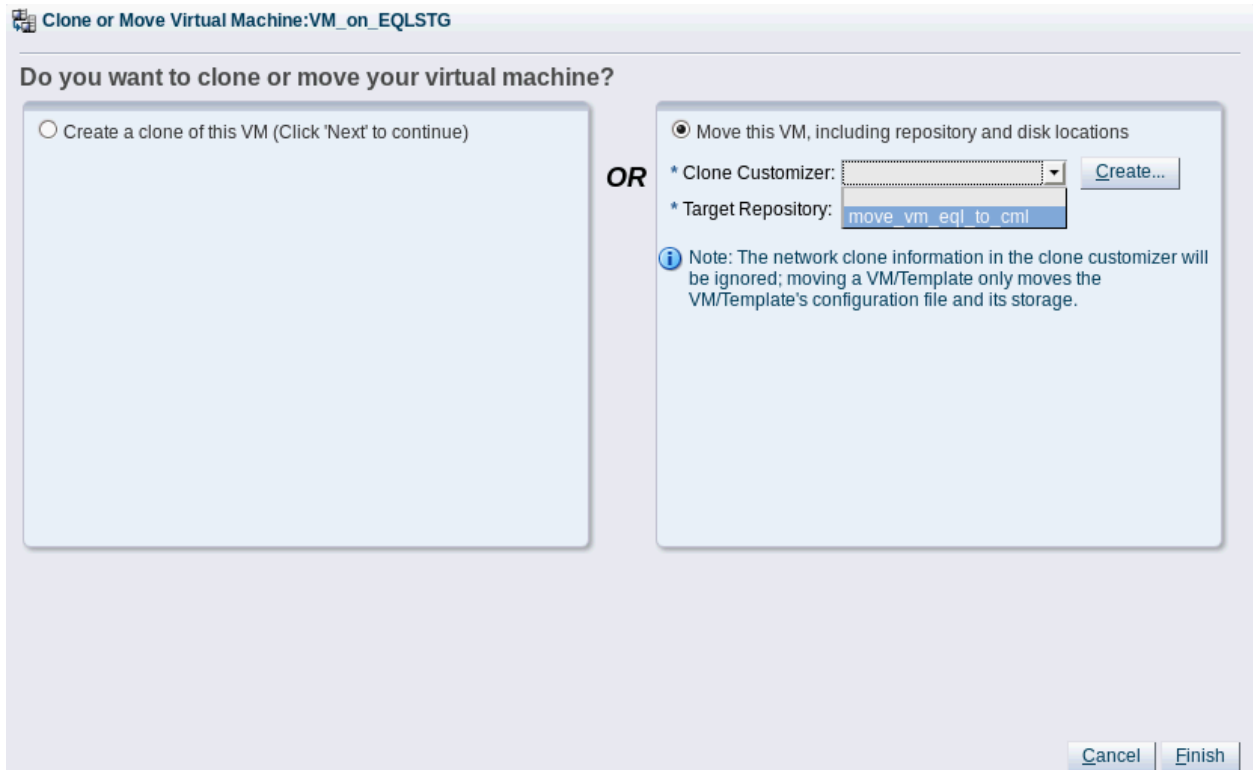 Clone or Move Virtual Machine:VM_on_EQLSTG
Do you want to clone or move your virtual machine?
Create a clone of this VM (Click 'Next' to continue)
OR
Move this VM, including repository and disk locations
* Clone Customizer:
Create...
* Target Repository:
move_vm_eql_to_cml
Note: The network clone information in the clone customizer will
be ignored; moving a VM/Template only moves the
VM/Template's configuration file and its storage.
Cancel
Finish